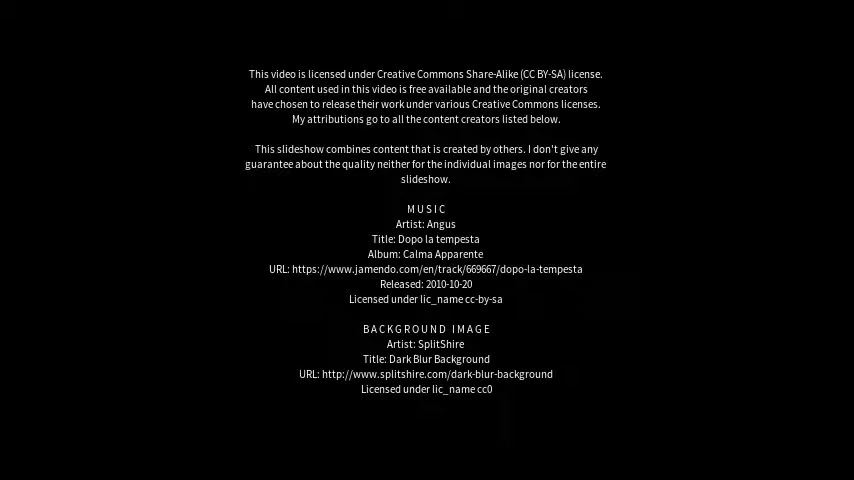 This video is licensed under Creative Commons Share-Alike (CC BY-SA) license.
All content used in this video is free available and the original creators
have chosen to release their work under various Creative Commons licenses.
My attributions go to all the content creators listed below.
This slideshow combines content that is created by others. I don't give any
guarantee about the quality neither for the individual images nor for the entire
slideshow.
MUSIC
Artist: Angus
Title: Dopo la tempesta
Album: Calma Apparente
URL: https://www.jamendo.com/en/track/669667/dopo-la-tempesta
Released: 2010-10-20
Licensed under lic_name cc-by-sa
BACKGROUND IMAGE
Artist: SplitShire
Title: Dark Blur Background
URL: http://www.splitshire.com/dark-blur-background
Licensed under lic_name cc0